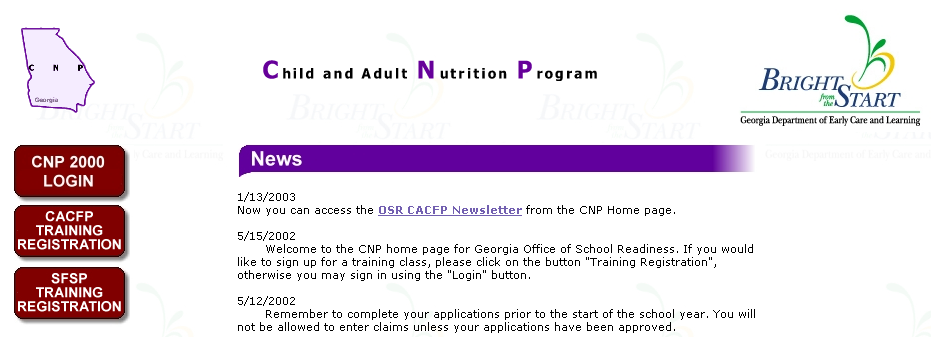 C N P
Georgia
Child and Adult Nutrition Program
BRIGHT
from
the
START
Georgia Department of Early Care and Learning
CNP 2000
LOGIN
CACFP
TRAINING
REGISTRATION
SFSP
TRAINING
REGISTRATION
News
1/13/2003
Now you can access the OSR CACFP Newsletter from the CNP Home page.
5/15/2002
Welcome to the CNP home page for Georgia Office of School Readiness. If you would
like to sign up for a training class, please click on the button "Training Registration",
otherwise you may sign in using the "Login" button.
5/12/2002
Remember to complete your applications prior to the start of the school year. You will
not be allowed to enter claims unless your applications have been approved.